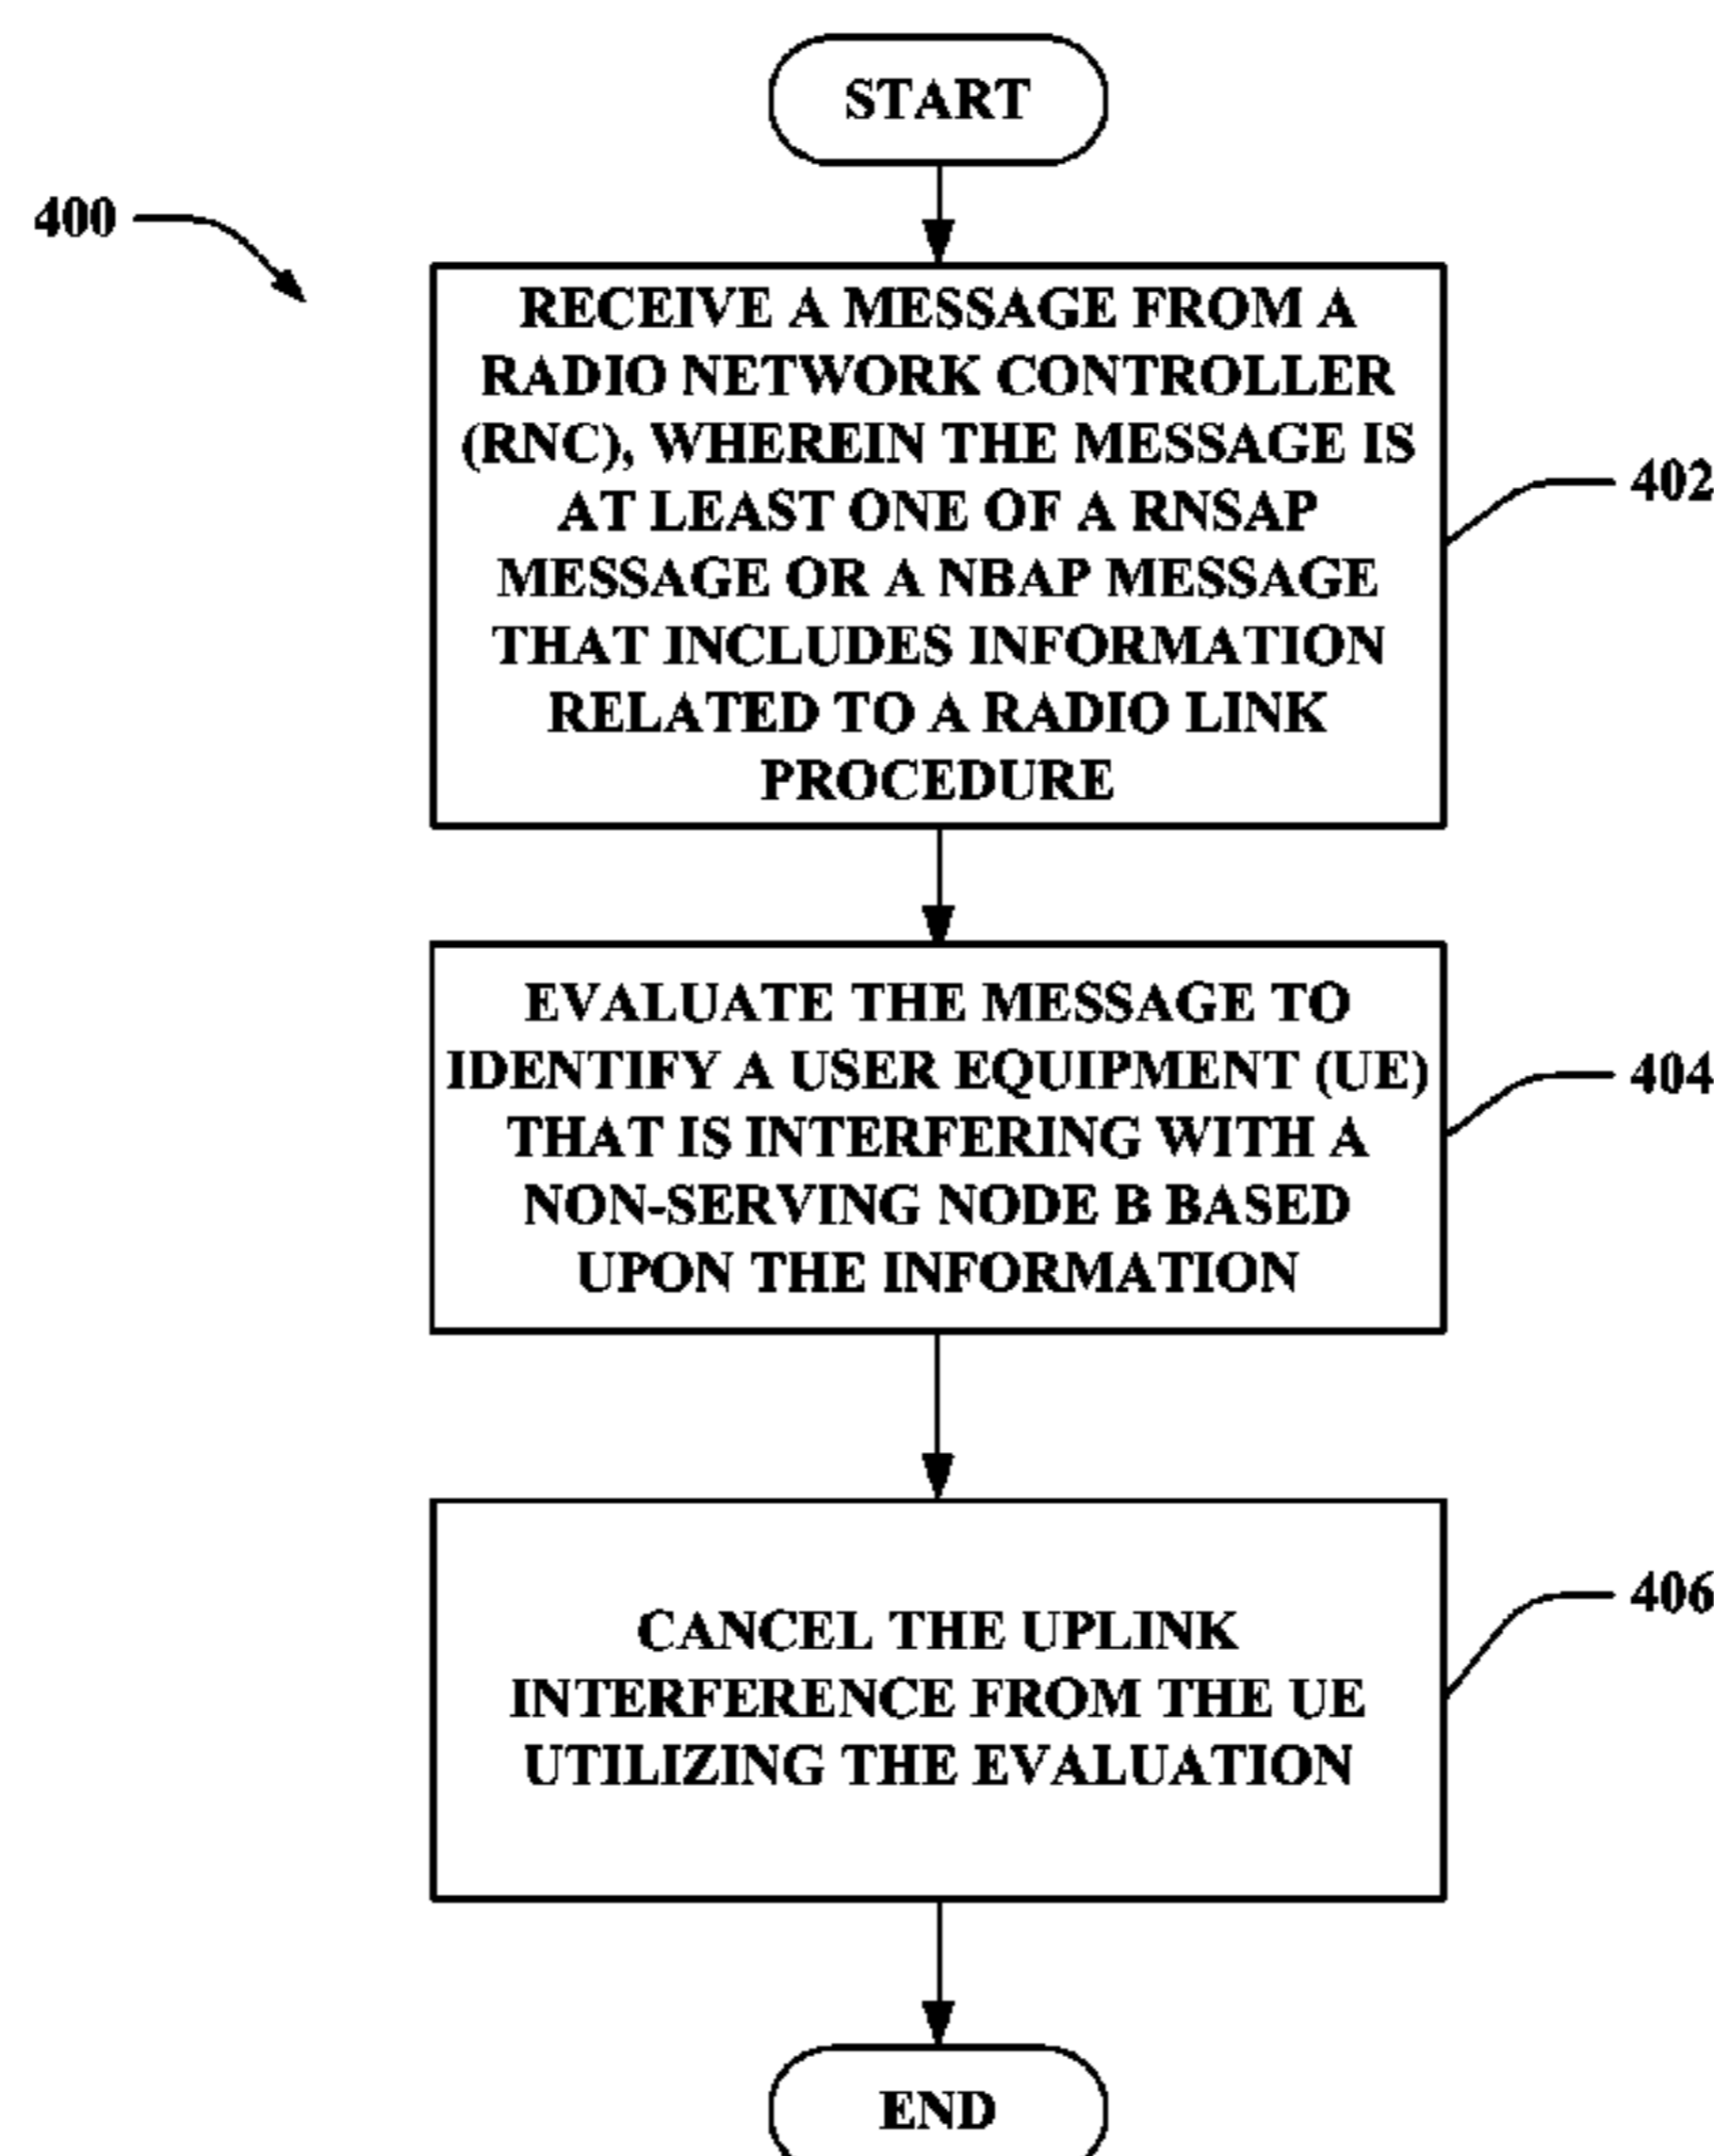 START
400
RECEIVE A MESSAGE FROM A
RADIO NETWORK CONTROLLER
(RNC), WHEREIN THE MESSAGE IS
AT LEAST ONE OF A RNSAP
MESSAGE OR A NBAP MESSAGE
THAT INCLUDES INFORMATION
RELATED TO A RADIO LINK
PROCEDURE
402
EVALUATE THE MESSAGE TO
IDENTIFY A USER EQUIPMENT (UE)
THAT IS INTERFERING WITH A
NON-SERVING NODE B BASED
UPON THE INFORMATION
404
CANCEL THE UPLINK
INTERFERENCE FROM THE UE
UTILIZING THE EVALUATION
406
END